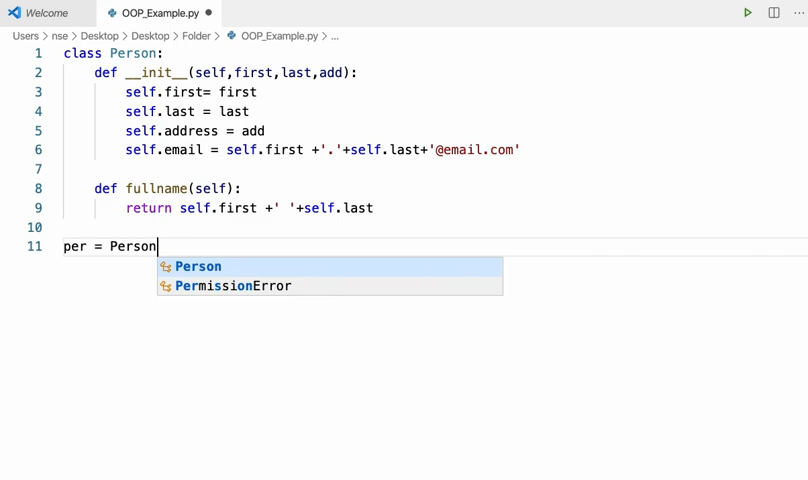 Welcome OOP_Example.py
Users > nse > Desktop > Desktop > Folder > OOP_Example.py > ...
1 class Person:
2 def __init__(self,first,last,add):
3 self.first= first
4 self.last = last
5 self.address = add
6 self.email = self.first +'.'+self.last+'@email.com'
7
8 def fullname(self):
9 return self.first +' '+self.last
10
11 per = Person
Person
PermissionError